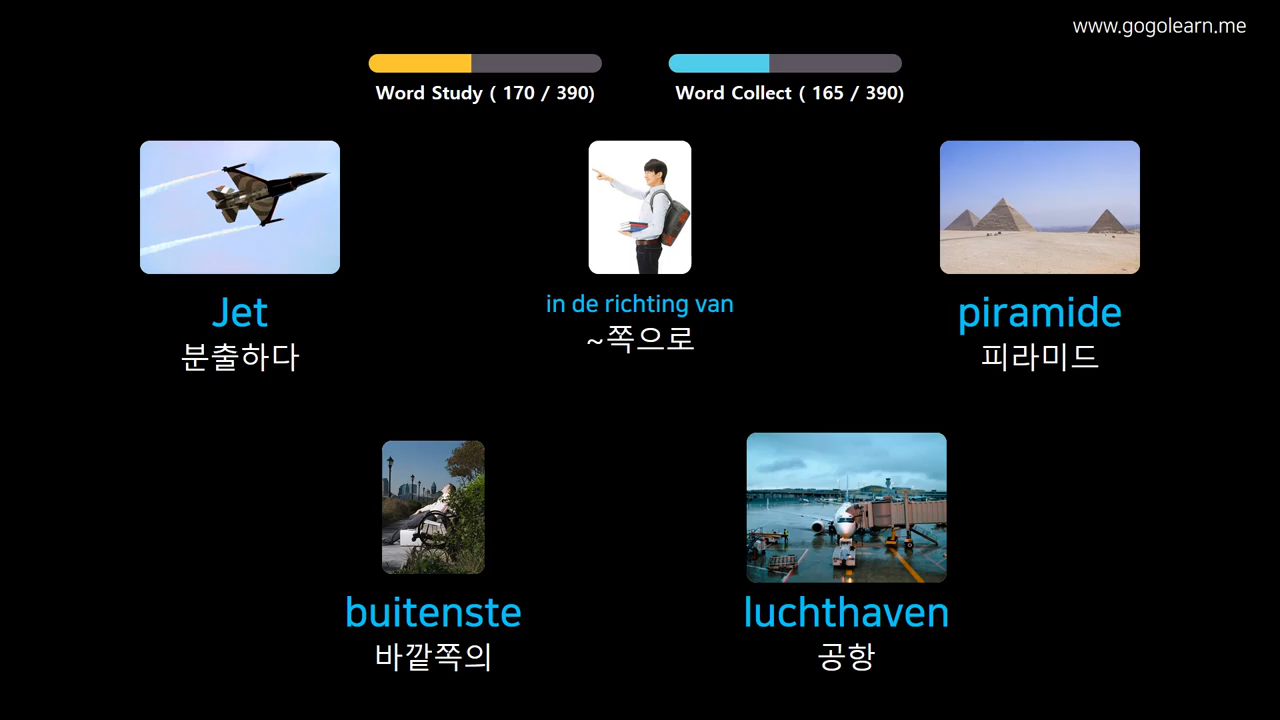 www.gogolearn.me
Word Study ( 170 / 390)
Word Collect ( 165 / 390)
Jet
분출하다
in de richting van
~쪽으로
piramide
피라미드
buitenste
바깥쪽의
luchthaven
공항